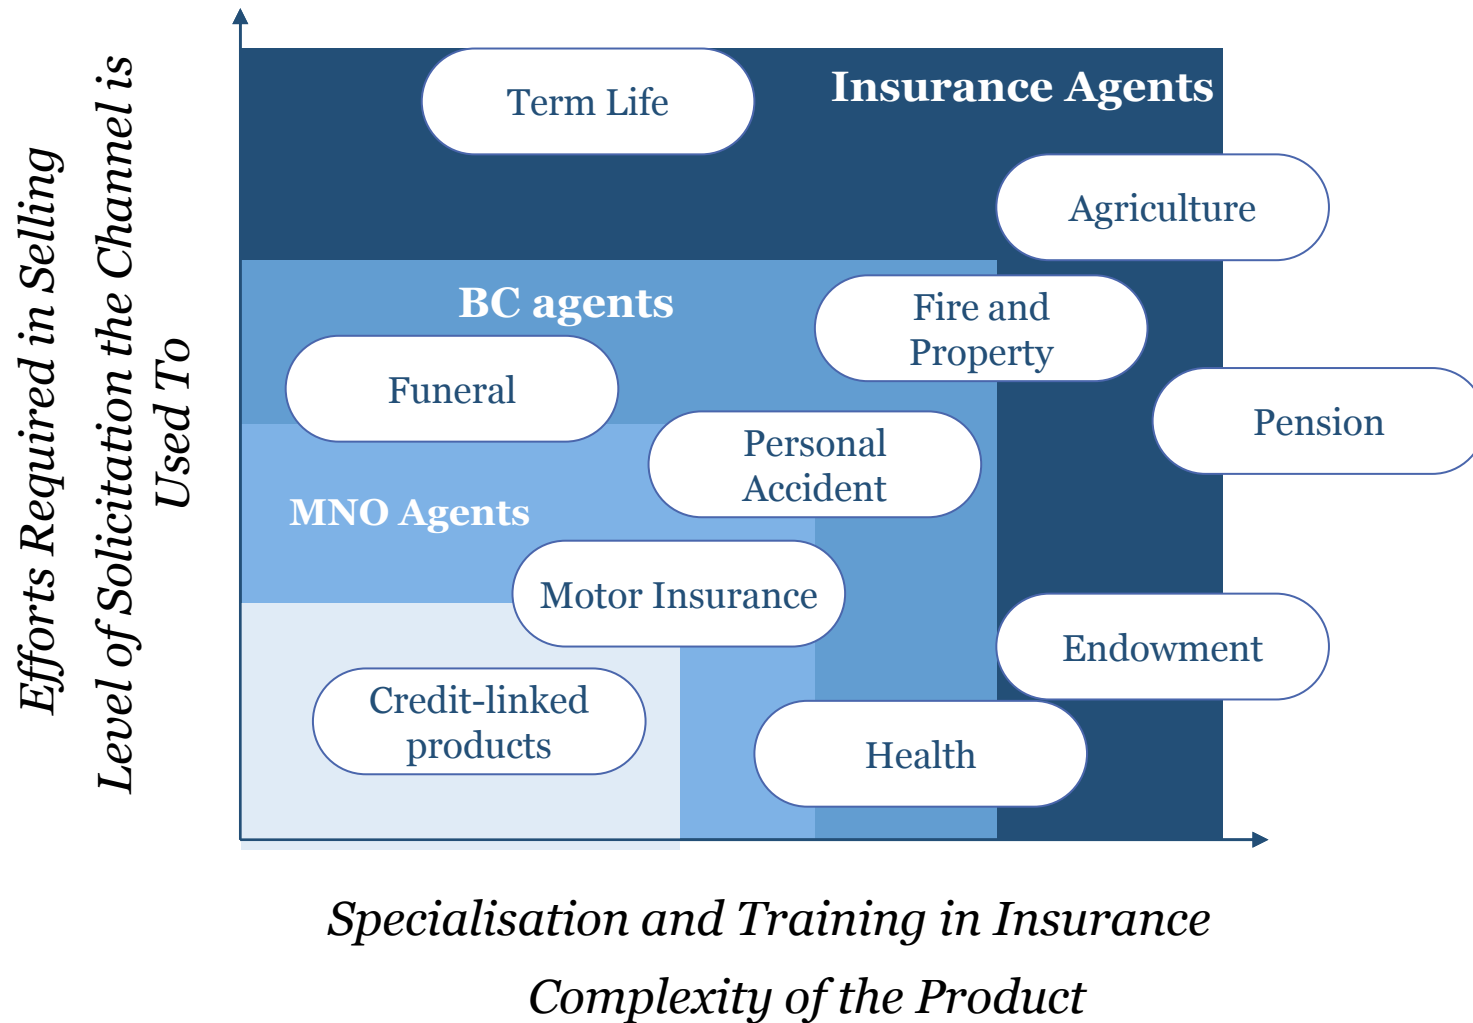 Efforts Required in Selling
Level of Solicitation the Channel is
Used To
Term Life
Insurance Agents
Agriculture
BC agents
Fire and
Property
Funeral
Pension
Personal
Accident
MNO Agents
Motor Insurance
Endowment
Credit-linked
products
Health
Specialisation and Training in Insurance
Complexity of the Product